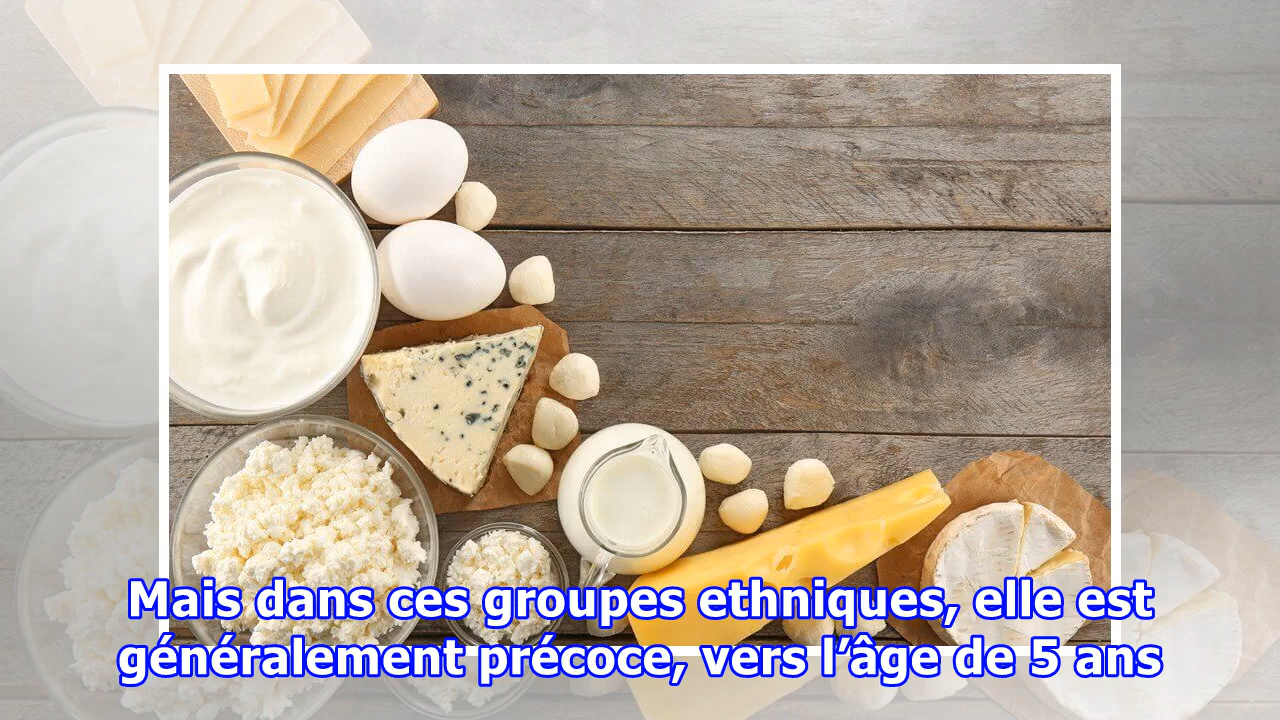 Mais dans ces groupes ethniques, elle est
généralement précoce, vers l’âge de 5 ans